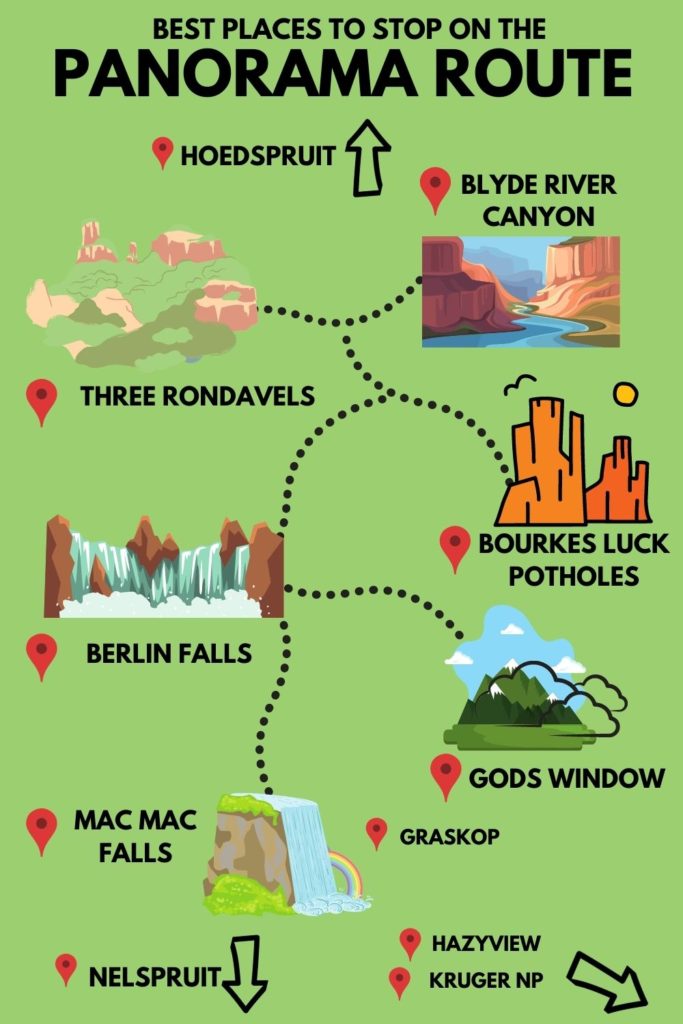 BEST PLACES TO STOP ON THE
PANORAMA ROUTE
HOEDSPRUIT
BLYDE RIVER
CANYON
THREE RONDAVELS
BOURKES LUCK
POTHOLES
BERLIN FALLS
GODS WINDOW
MAC MAC
FALLS
GRASKOP
HAZYVIEW
NELSPRUIT
KRUGER NP